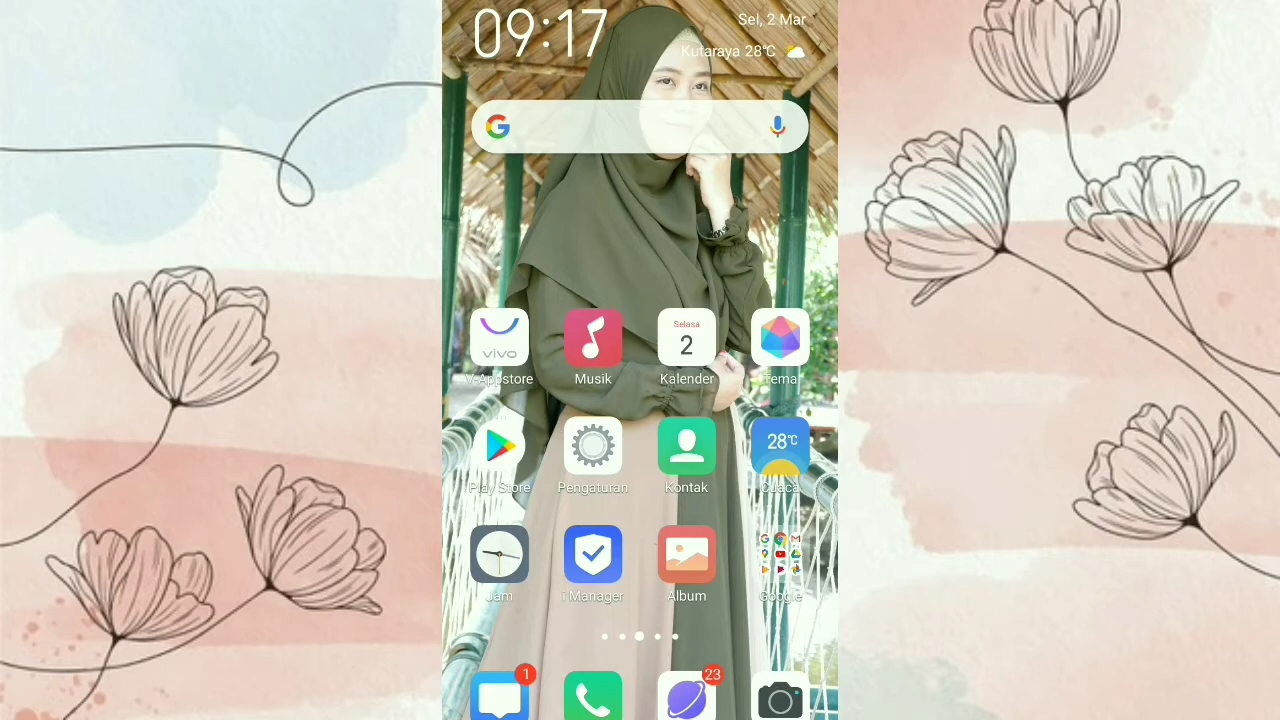 09:17
Sel, 2 Mar
Kutaraya 28°C
vivo
Selasa
2
V-Appstore
Musik
Kalender
Tema
28°C
Play Store
Pengaturan
Kontak
Cuaca
Jam
i Manager
Album
Google
1
23